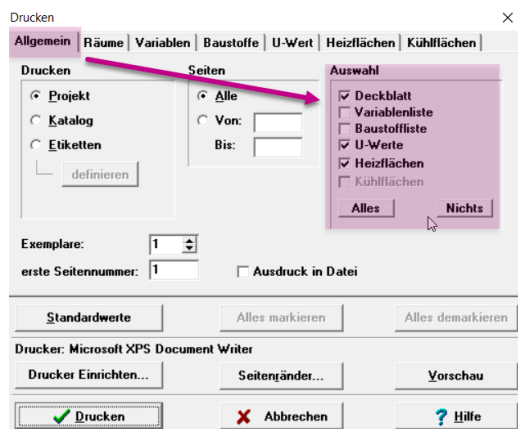 Drucken
Allgemein Räume Variablen Baustoffe U-Wert Heizflächen Kühlflächen
Drucken Seiten Auswahl
Projekt Alle Deckblatt
Katalog Von: Variablenliste
Etiketten Bis: Baustoffliste
definieren U-Werte
Heizflächen
Kühlflächen
Alles Nichts
Exemplare: 1
erste Seitennummer: 1 Ausdruck in Datei
Standardwerte Alles markieren Alles demarkieren
Drucker: Microsoft XPS Document Writer
Drucker Einrichten... Seitenränder... Vorschau
Drucken Abbrechen ? Hilfe